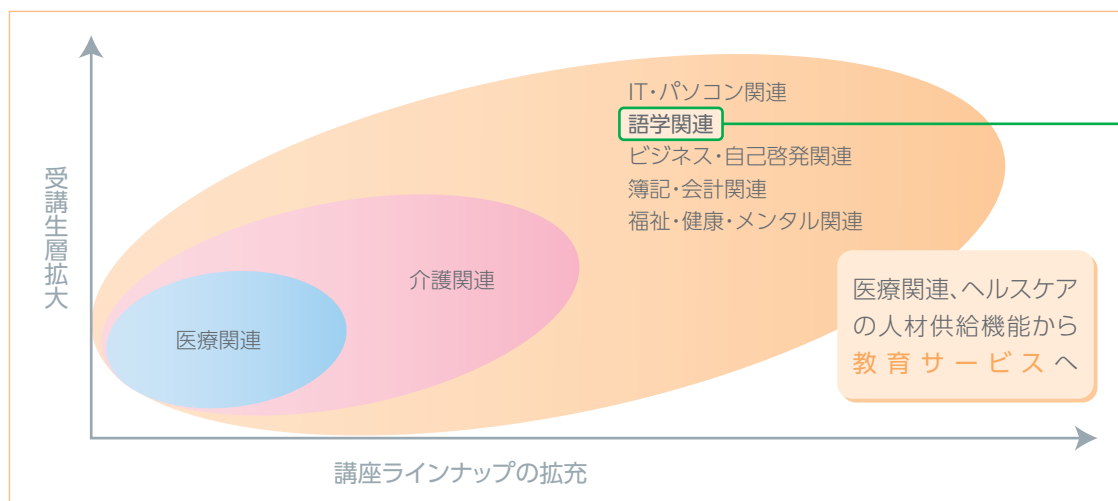 IT・パソコン関連
語学関連
ビジネス・自己啓発関連
簿記・会計関連
福祉・健康・メンタル関連
受講生層拡大
介護関連
医療関連
医療関連、ヘルスケア
の人材供給機能から
教育サービスへ
講座ラインナップの拡充